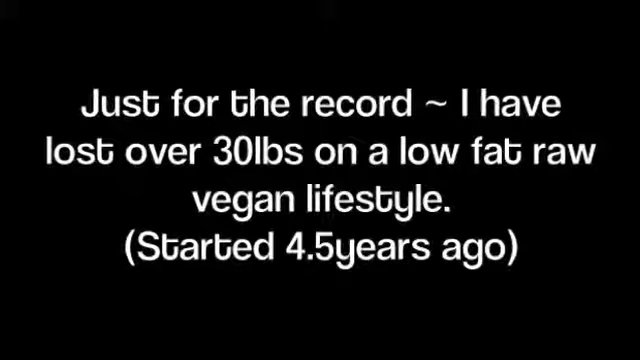 Just for the record ~ I have
lost over 30lbs on a low fat raw
vegan lifestyle.
(Started 4.5years ago)